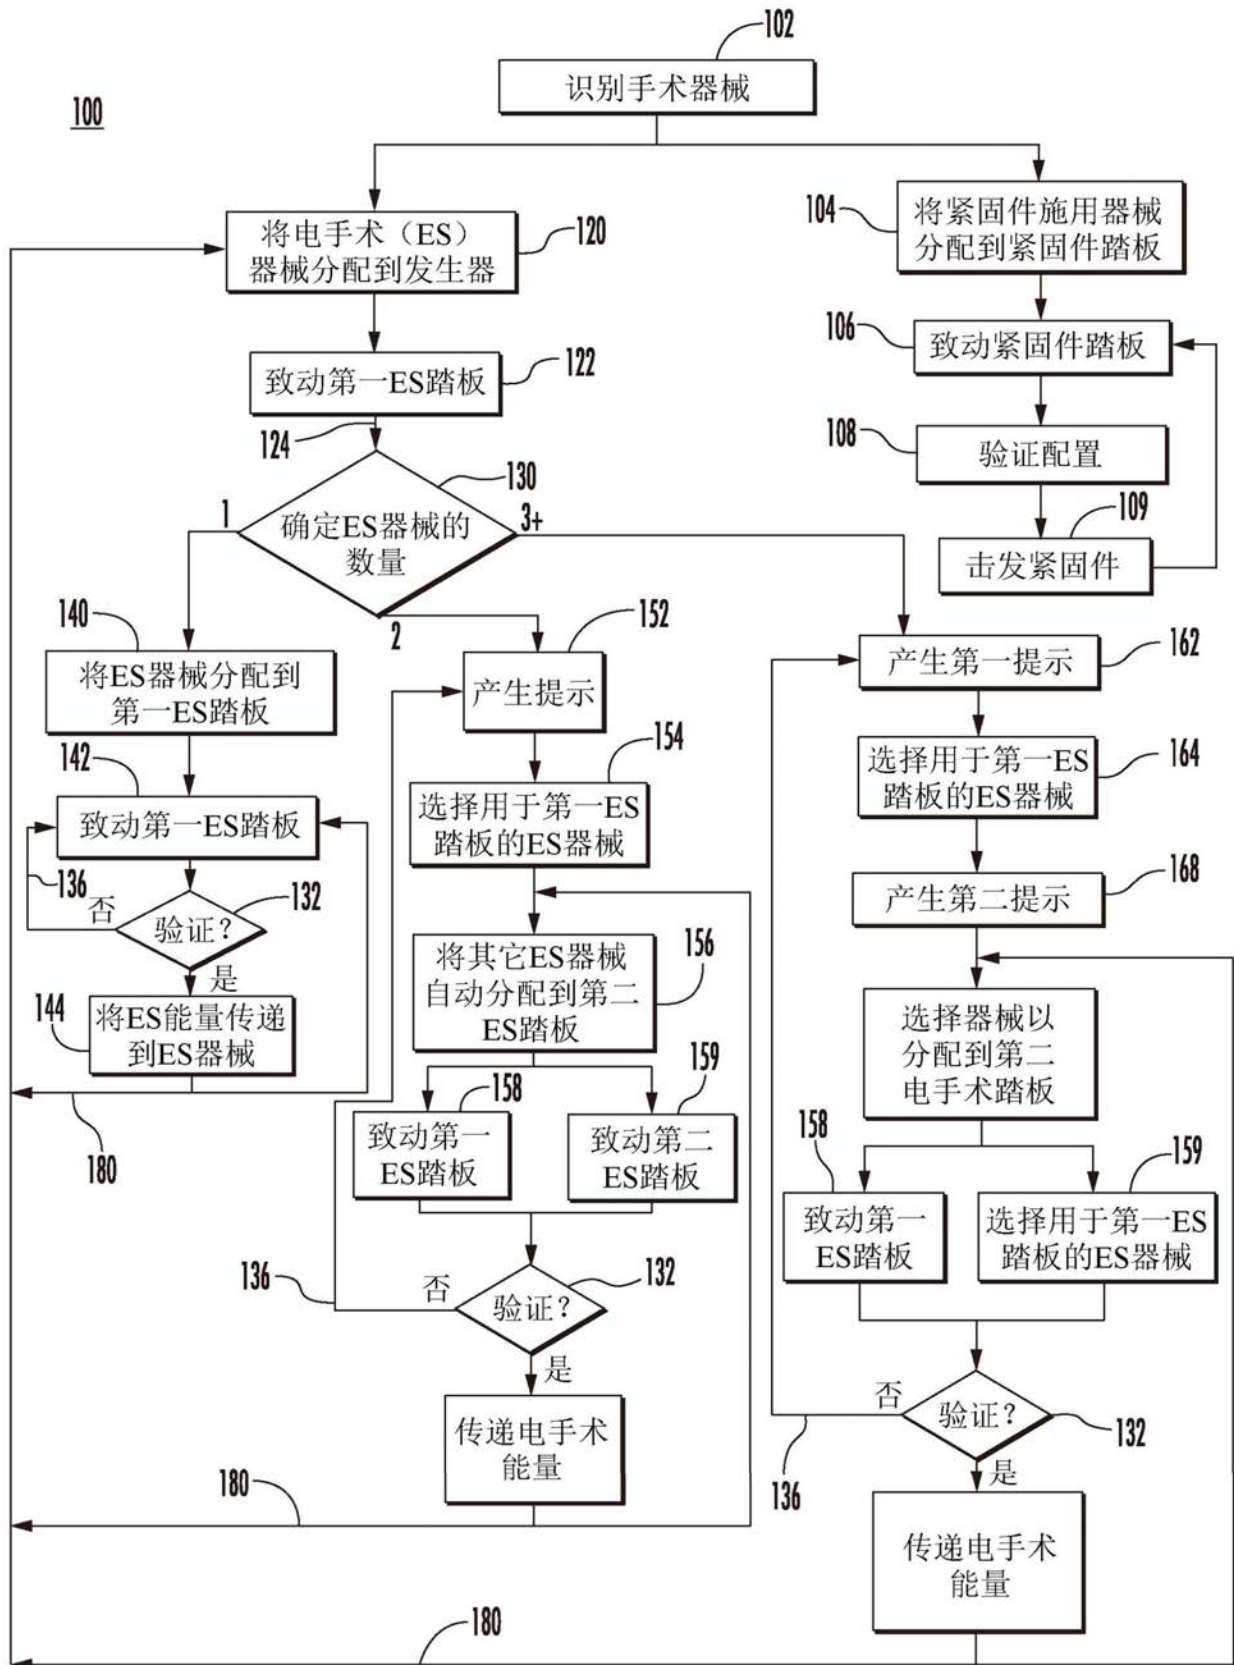 102
识别手术器械
100
104
将紧固件施用器械
分配到紧固件踏板
将电手术（ES）
器械分配到发生器
120
106
致动紧固件踏板
致动第一ES踏板
122
124
108
验证配置
130
1
确定ES器械的
数量
3+
2
109
击发紧固件
140
将ES器械分配到
第一ES踏板
142
致动第一ES踏板
136
否
验证？
132
是
144
将ES能量传递
到ES器械
180
152
产生提示
154
选择用于第一ES
踏板的ES器械
将其它ES器械
自动分配到第二
ES踏板
156
158
致动第一
ES踏板
159
致动第二
ES踏板
136
否
验证？
132
是
传递电手术
能量
180
产生第一提示
162
选择用于第一ES
踏板的ES器械
164
产生第二提示
168
选择器械以
分配到第二
电手术踏板
158
致动第一
ES踏板
159
选择用于第一ES
踏板的ES器械
否
验证？
132
136
是
传递电手术
能量
180